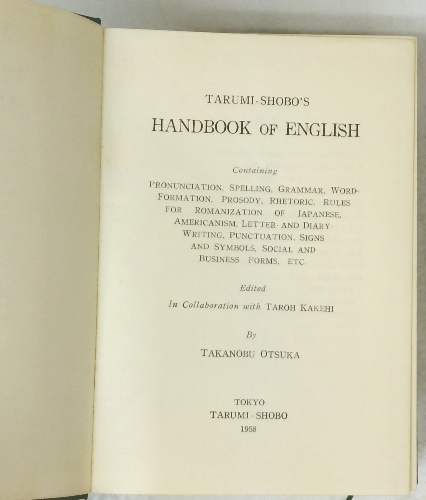 TARUMI-SHOBO'S
HANDBOOK OF ENGLISH
Containing
PRONUNCIATION, SPELLING, GRAMMAR, WORD-
FORMATION, PROSODY, RHETORIC, RULES
FOR ROMANIZATION OF JAPANESE,
AMERICANISM, LETTER- AND DIARY-
WRITING, PUNCTUATION, SIGNS
AND SYMBOLS, SOCIAL AND
BUSINESS FORMS, ETC.
Edited
In Collaboration with TAROH KAKEHI
By
TAKANOBU OTSUKA
TOKYO
TARUMI-SHOBO
1958